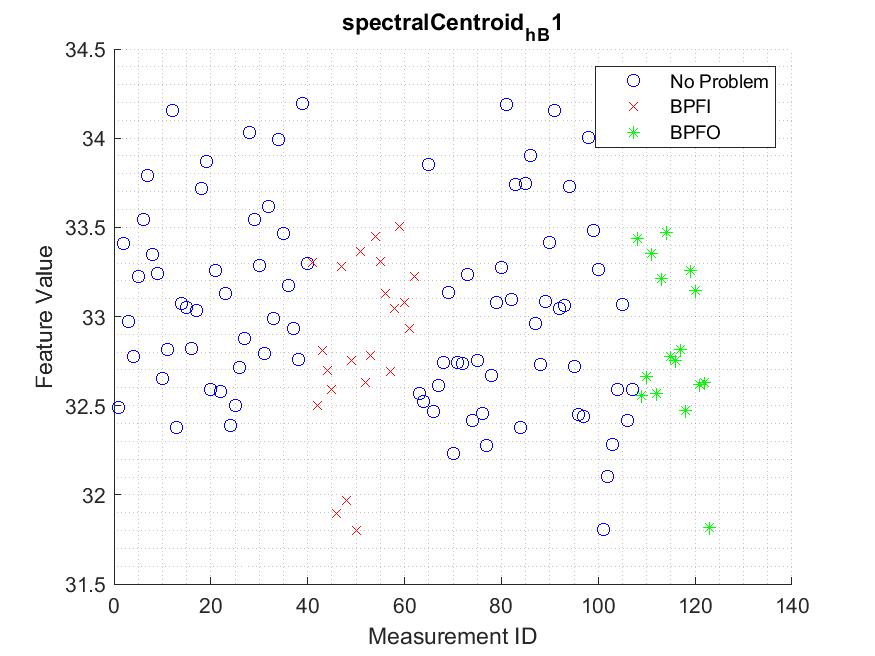 spectralCentroid_hB1
34.5
34
33.5
33
32.5
32
31.5
Feature Value
No Problem
BPFI
BPFO
0 20 40 60 80 100 120 140
Measurement ID